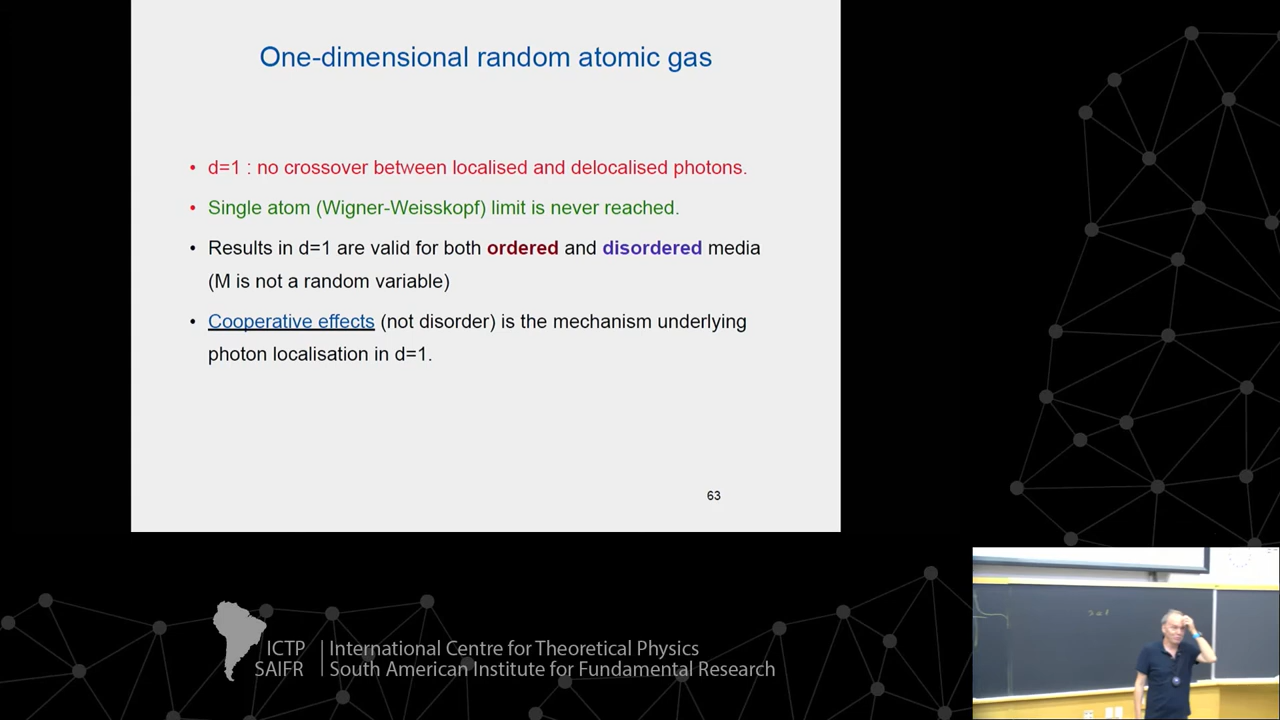 One-dimensional random atomic gas
• d=1 : no crossover between localised and delocalised photons.
• Single atom (Wigner-Weisskopf) limit is never reached.
• Results in d=1 are valid for both ordered and disordered media
(M is not a random variable)
• Cooperative effects (not disorder) is the mechanism underlying
photon localisation in d=1.
63
ICTP
SAIFR
International Centre for Theoretical Physics
South American Institute for Fundamental Research